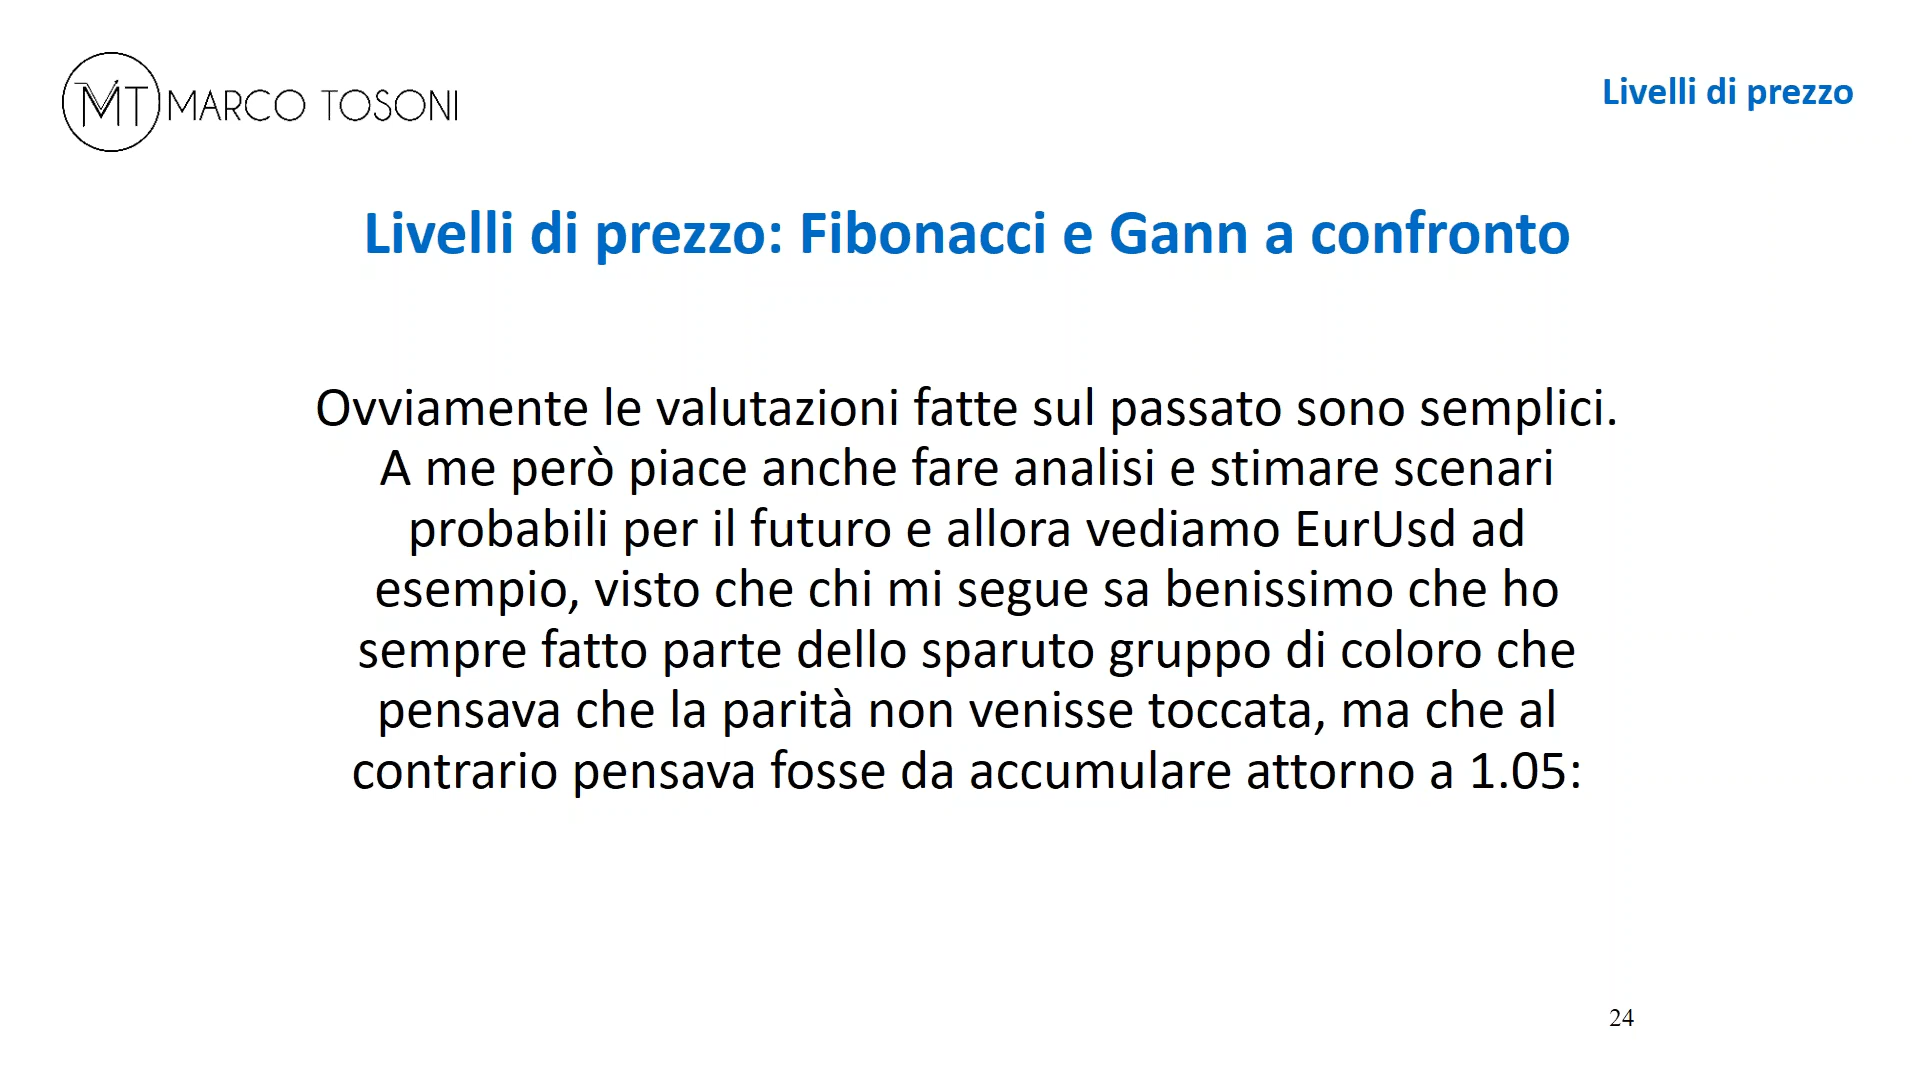 MT MARCO TOSONI
Livelli di prezzo
Livelli di prezzo: Fibonacci e Gann a confronto
Ovviamente le valutazioni fatte sul passato sono semplici.
A me però piace anche fare analisi e stimare scenari
probabili per il futuro e allora vediamo EurUsd ad
esempio, visto che chi mi segue sa benissimo che ho
sempre fatto parte dello sparuto gruppo di coloro che
pensava che la parità non venisse toccata, ma che al
contrario pensava fosse da accumulare attorno a 1.05:
24